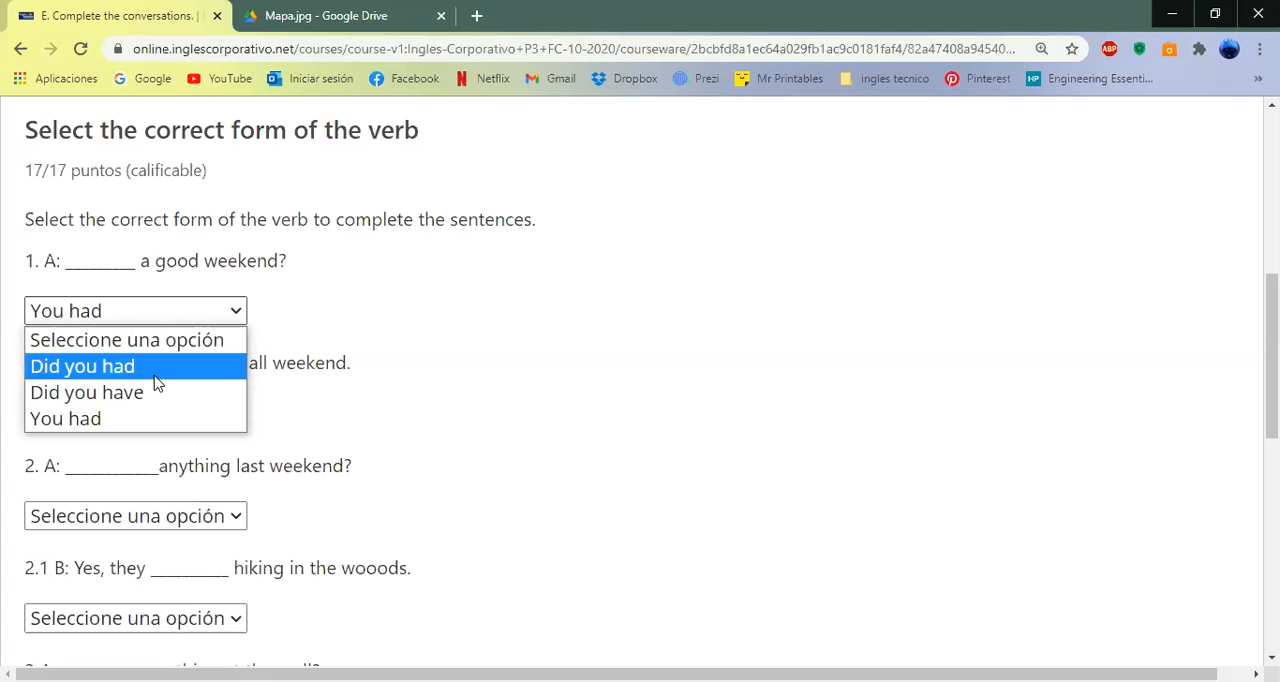 E. Complete the conversations. |
Mapa.jpg - Google Drive
online.inglescorporativo.net/courses/course-v1:Ingles-Corporativo+P3+FC-10-2020/courseware/2bcbfd8a1ec64a029fb1ac9c0181faf4/82a47408a94540...
ABP
Aplicaciones Google YouTube Iniciar sesión Facebook Netflix Gmail Dropbox Prezi Mr Printables ingles tecnico Pinterest HP Engineering Essenti... »
Select the correct form of the verb
17/17 puntos (calificable)
Select the correct form of the verb to complete the sentences.
1. A: ________ a good weekend?
You had
Seleccione una opción
Did you had
all weekend.
Did you have
You had
2. A: ___________anything last weekend?
Seleccione una opción
2.1 B: Yes, they _________ hiking in the wooods.
Seleccione una opción